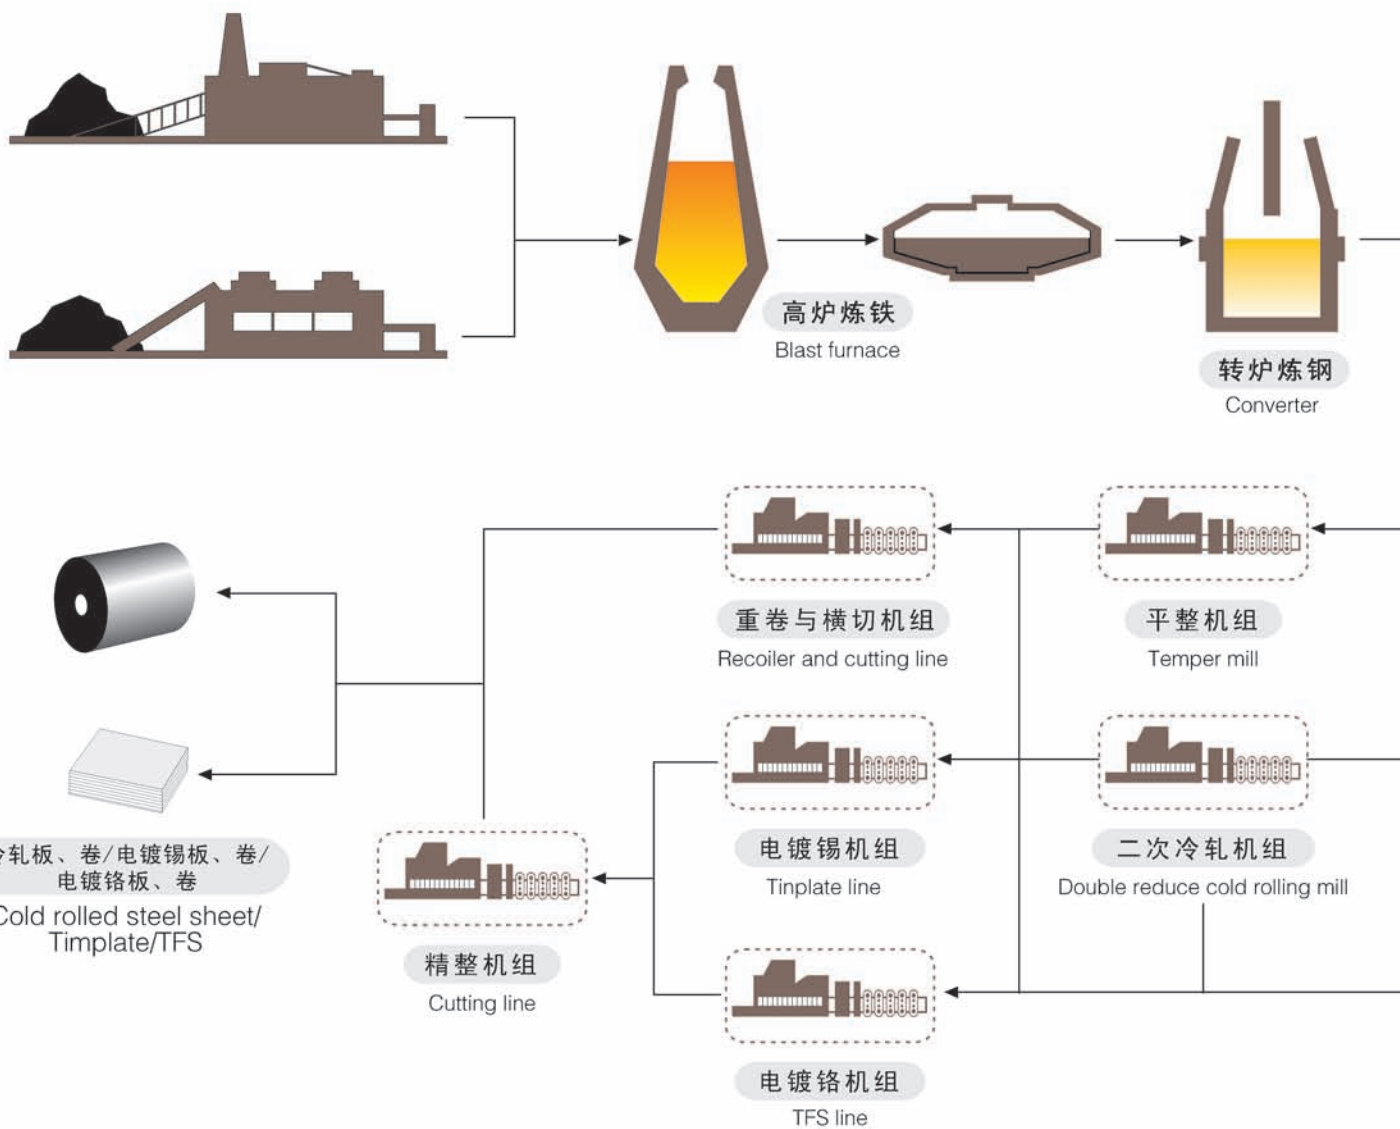 高炉炼铁
Blast furnace
转炉炼钢
Converter
重卷与横切机组
Recoiler and cutting line
平整机组
Temper mill
电镀锡机组
Tinplate line
二次冷轧机组
Double reduce cold rolling mill
冷轧板、卷/电镀锡板、卷/
电镀铬板、卷
Cold rolled steel sheet/
Timplate/TFS
精整机组
Cutting line
电镀铬机组
TFS line